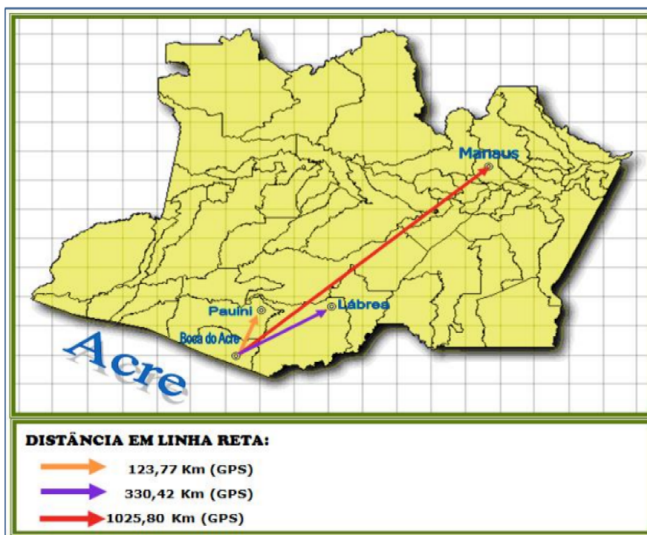 Manaus
Pauini
Lábrea
Boca do Acre
Acre
DISTÂNCIA EM LINHA RETA:
123,77 Km (GPS)
330,42 Km (GPS)
1025,80 Km (GPS)